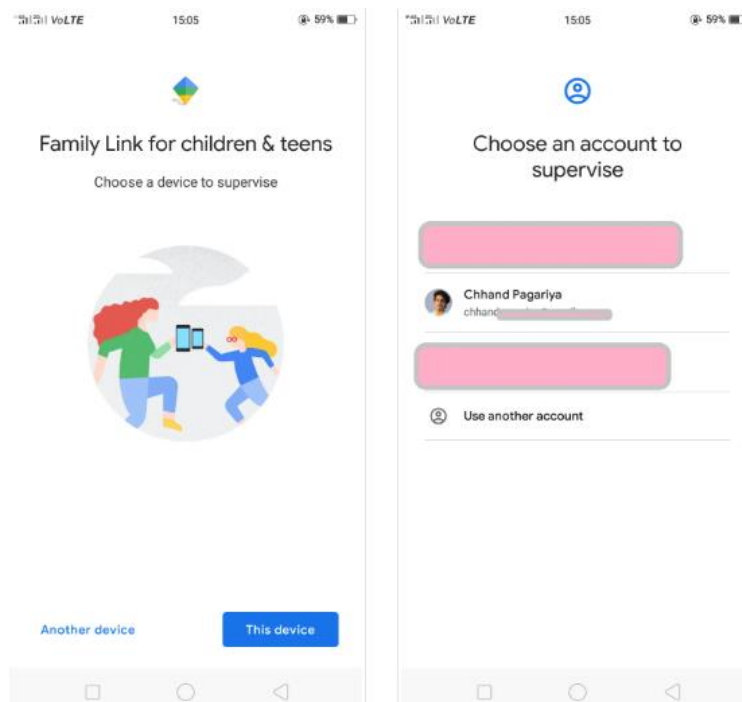 VoLTE 15:05 59%
Family Link for children & teens
Choose a device to supervise
Another device
This device
VoLTE 15:05 59%
Choose an account to
supervise
Chhand Pagariya
chhand
Use another account